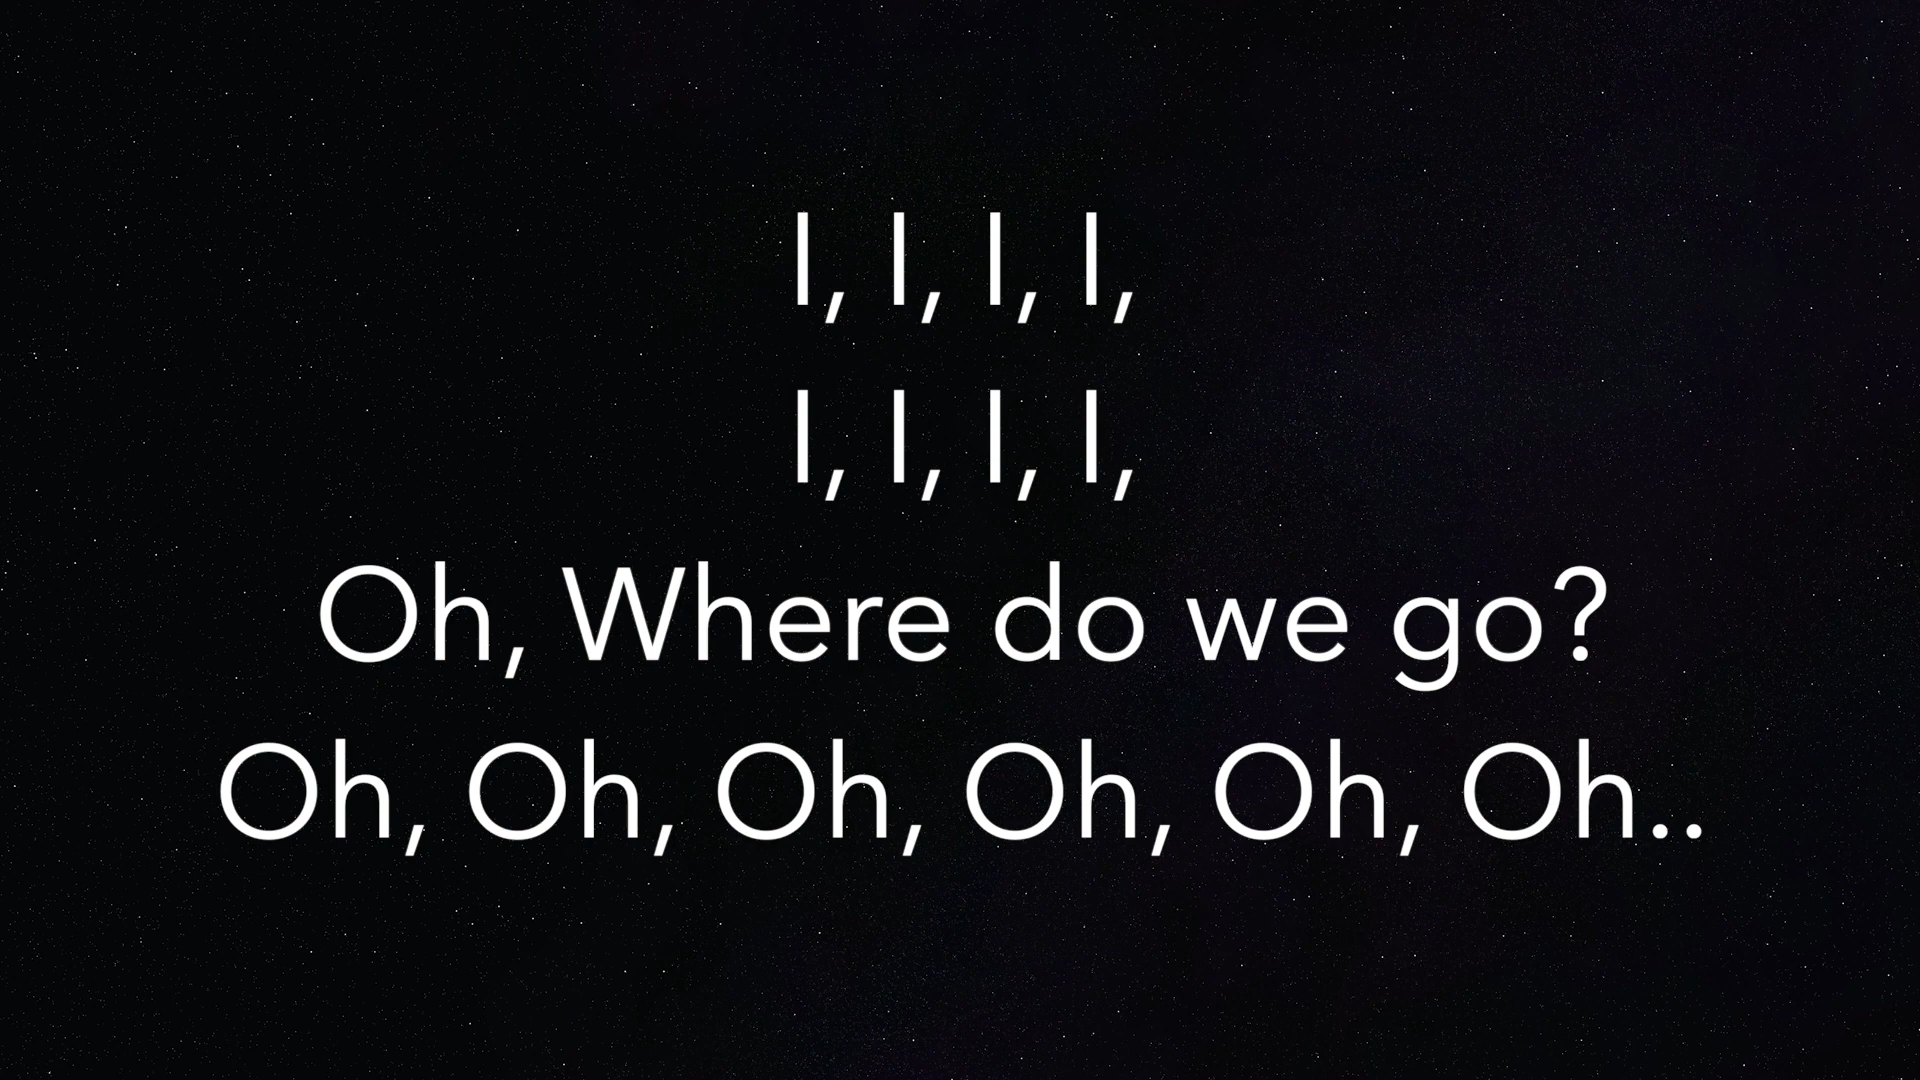 I, I, I, I,
I, I, I, I,
Oh, Where do we go?
Oh, Oh, Oh, Oh, Oh, Oh..